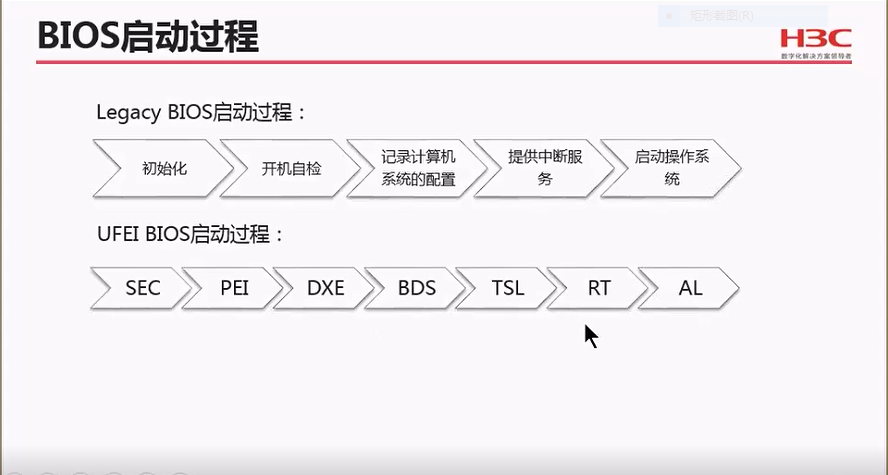 矩形截图(R)
BIOS启动过程
H3C
数字化解决方案领导者
Legacy BIOS启动过程：
初始化
开机自检
记录计算机
系统的配置
提供中断服
务
启动操作系
统
UFEI BIOS启动过程：
SEC
PEI
DXE
BDS
TSL
RT
AL